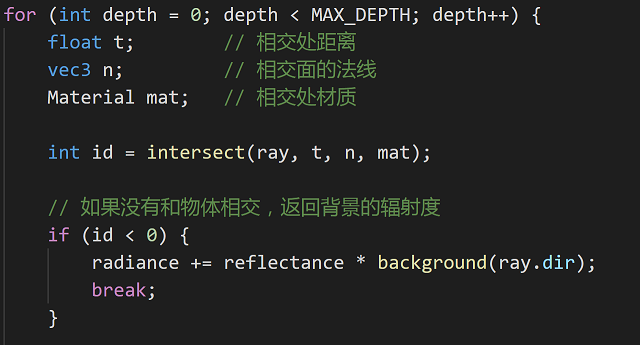 for (int depth = 0; depth < MAX_DEPTH; depth++) {
float t; // 相交处距离
vec3 n; // 相交面的法线
Material mat; // 相交处材质
int id = intersect(ray, t, n, mat);
// 如果没有和物体相交，返回背景的辐射度
if (id < 0) {
radiance += reflectance * background(ray.dir);
break;
}